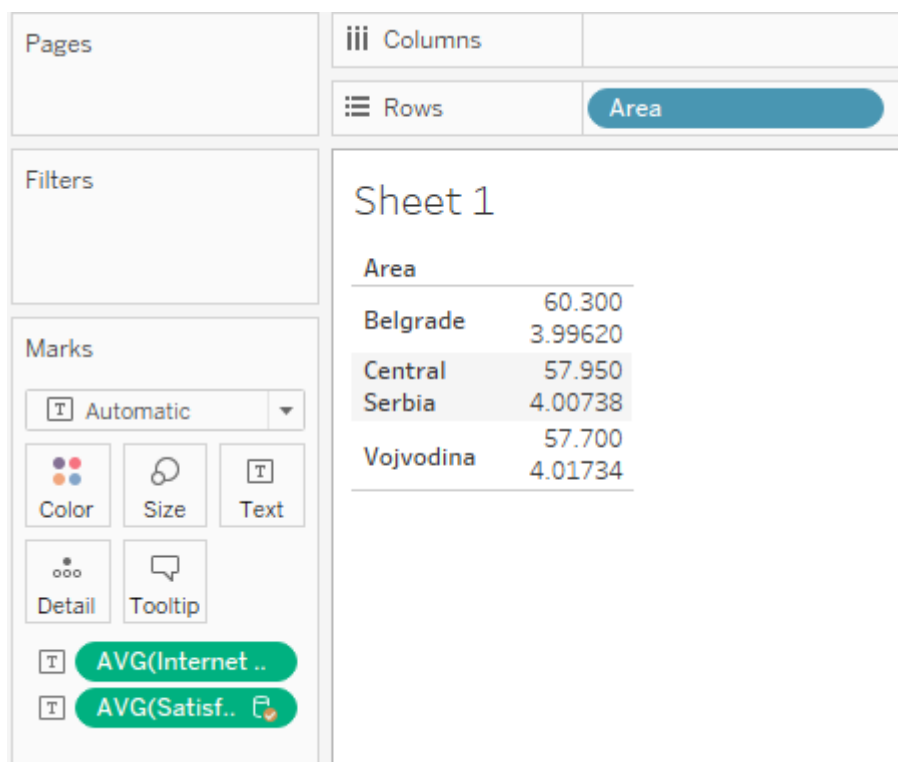 Pages
Columns
Rows
Area
Filters
Sheet 1
Area
Belgrade
60.300
3.99620
Central
Serbia
57.950
4.00738
Vojvodina
57.700
4.01734
Marks
T Automatic
Color
Size
T
Text
Detail
Tooltip
T AVG(Internet ..
T AVG(Satisf..